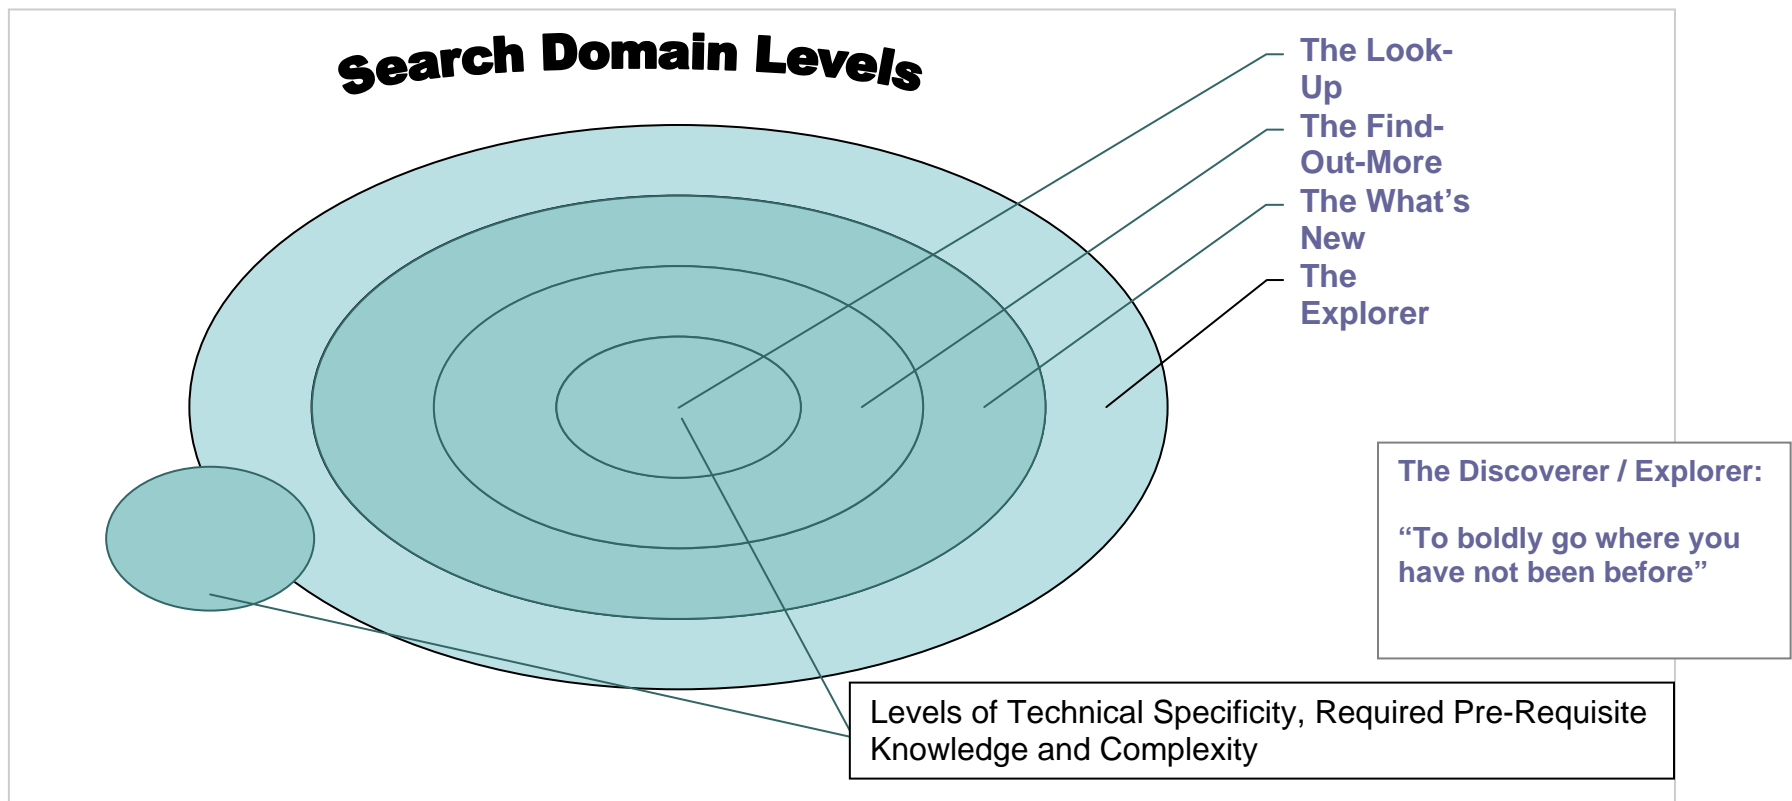 Search Domain Levels
The Look-
Up
The Find-
Out-More
The What’s
New
The
Explorer
The Discoverer / Explorer:
“To boldly go where you
have not been before”
Levels of Technical Specificity, Required Pre-Requisite
Knowledge and Complexity